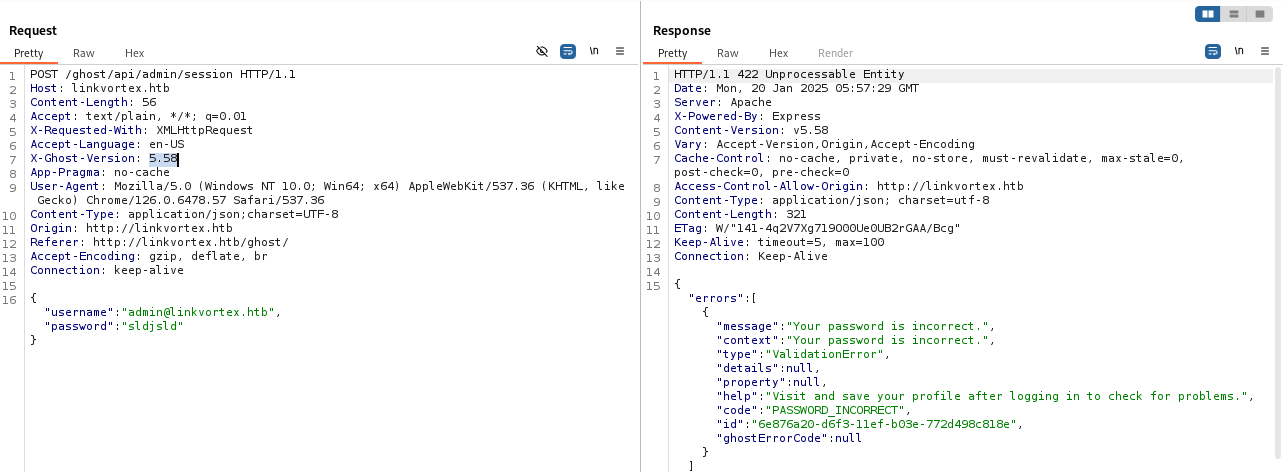 Request
Pretty Raw Hex
\n
1 POST /ghost/api/admin/session HTTP/1.1
2 Host: linkvortex.htb
3 Content-Length: 56
4 Accept: text/plain, */*; q=0.01
5 X-Requested-With: XMLHttpRequest
6 Accept-Language: en-US
7 X-Ghost-Version: 5.58
8 App-Pragma: no-cache
9 User-Agent: Mozilla/5.0 (Windows NT 10.0; Win64; x64) AppleWebKit/537.36 (KHTML, like
Gecko) Chrome/126.0.6478.57 Safari/537.36
10 Content-Type: application/json;charset=UTF-8
11 Origin: http://linkvortex.htb
12 Referer: http://linkvortex.htb/ghost/
13 Accept-Encoding: gzip, deflate, br
14 Connection: keep-alive
15
16 {
"username":"admin@linkvortex.htb",
"password":"sldjsld"
}
Response
Pretty Raw Hex Render
\n
1 HTTP/1.1 422 Unprocessable Entity
2 Date: Mon, 20 Jan 2025 05:57:29 GMT
3 Server: Apache
4 X-Powered-By: Express
5 Content-Version: v5.58
6 Vary: Accept-Version,Origin,Accept-Encoding
7 Cache-Control: no-cache, private, no-store, must-revalidate, max-stale=0,
post-check=0, pre-check=0
8 Access-Control-Allow-Origin: http://linkvortex.htb
9 Content-Type: application/json; charset=utf-8
10 Content-Length: 321
11 ETag: W/"141-4q2V7Xg719000Ue0UB2rGAA/Bcg"
12 Keep-Alive: timeout=5, max=100
13 Connection: Keep-Alive
14
15 {
"errors":[
{
"message":"Your password is incorrect.",
"context":"Your password is incorrect.",
"type":"ValidationError",
"details":null,
"property":null,
"help":"Visit and save your profile after logging in to check for problems.",
"code":"PASSWORD_INCORRECT",
"id":"6e876a20-d6f3-11ef-b03e-772d498c818e",
"ghostErrorCode":null
}
]